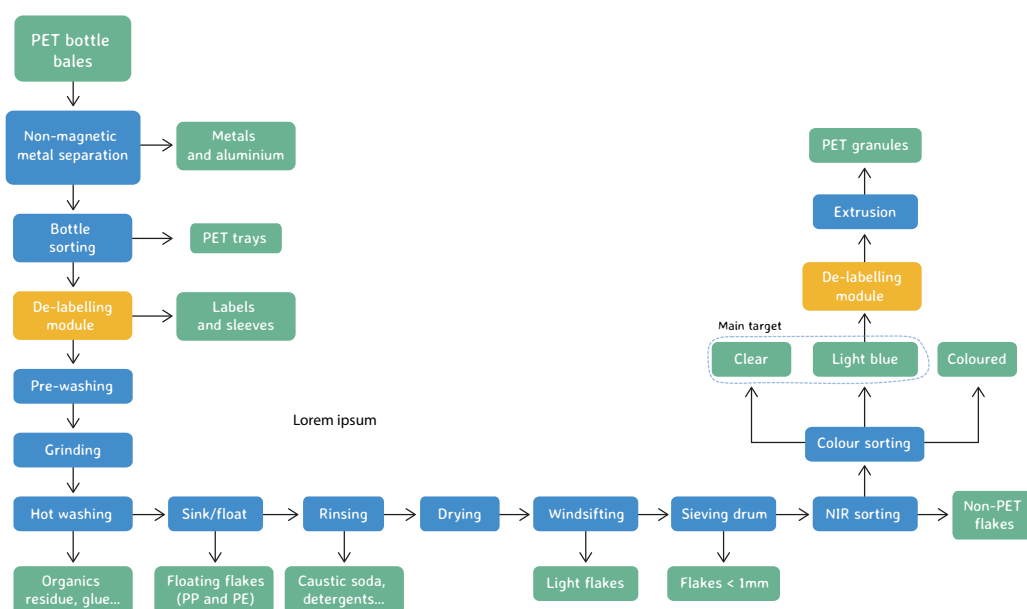 PET bottle
bales
Non-magnetic
metal separation
Metals
and aluminium
PET granules
Extrusion
Bottle
sorting
PET trays
De-labelling
module
De-labelling
module
Labels
and sleeves
Main target
Clear
Light blue
Coloured
Pre-washing
Lorem ipsum
Grinding
Colour sorting
Hot washing
Sink/float
Rinsing
Drying
Windsifting
Sieving drum
NIR sorting
Non-PET
flakes
Organics
residue, glue...
Floating flakes
(PP and PE)
Caustic soda,
detergents...
Light flakes
Flakes < 1mm